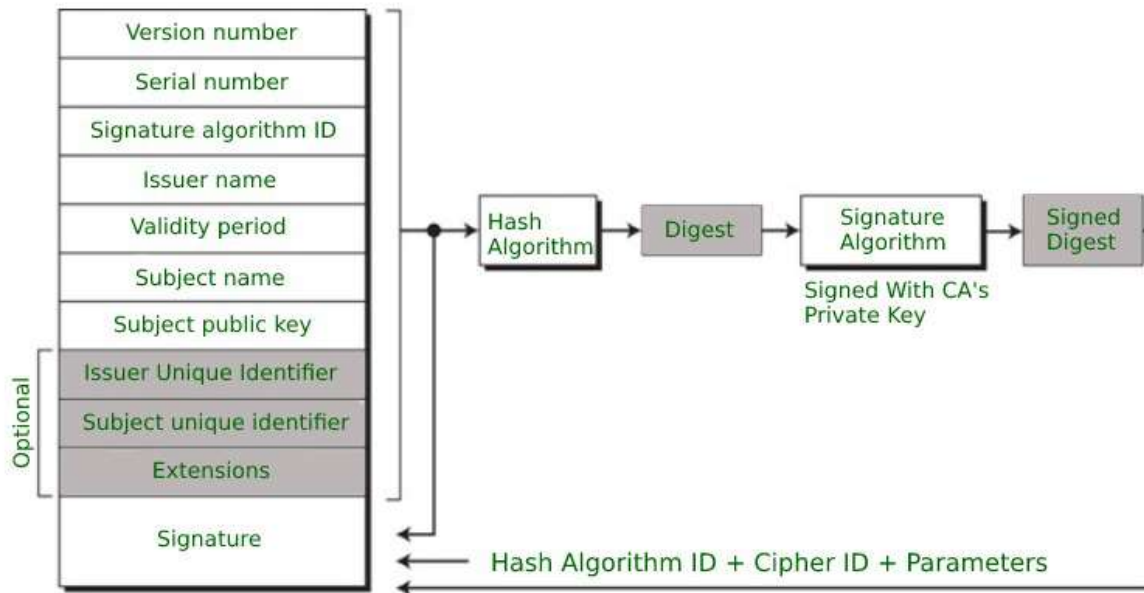 Version number
Serial number
Signature algorithm ID
Issuer name
Validity period
Subject name
Subject public key
Optional
Issuer Unique Identifier
Subject unique identifier
Extensions
Signature
Hash
Algorithm
Digest
Signature
Algorithm
Signed With CA's
Private Key
Signed
Digest
Hash Algorithm ID + Cipher ID + Parameters